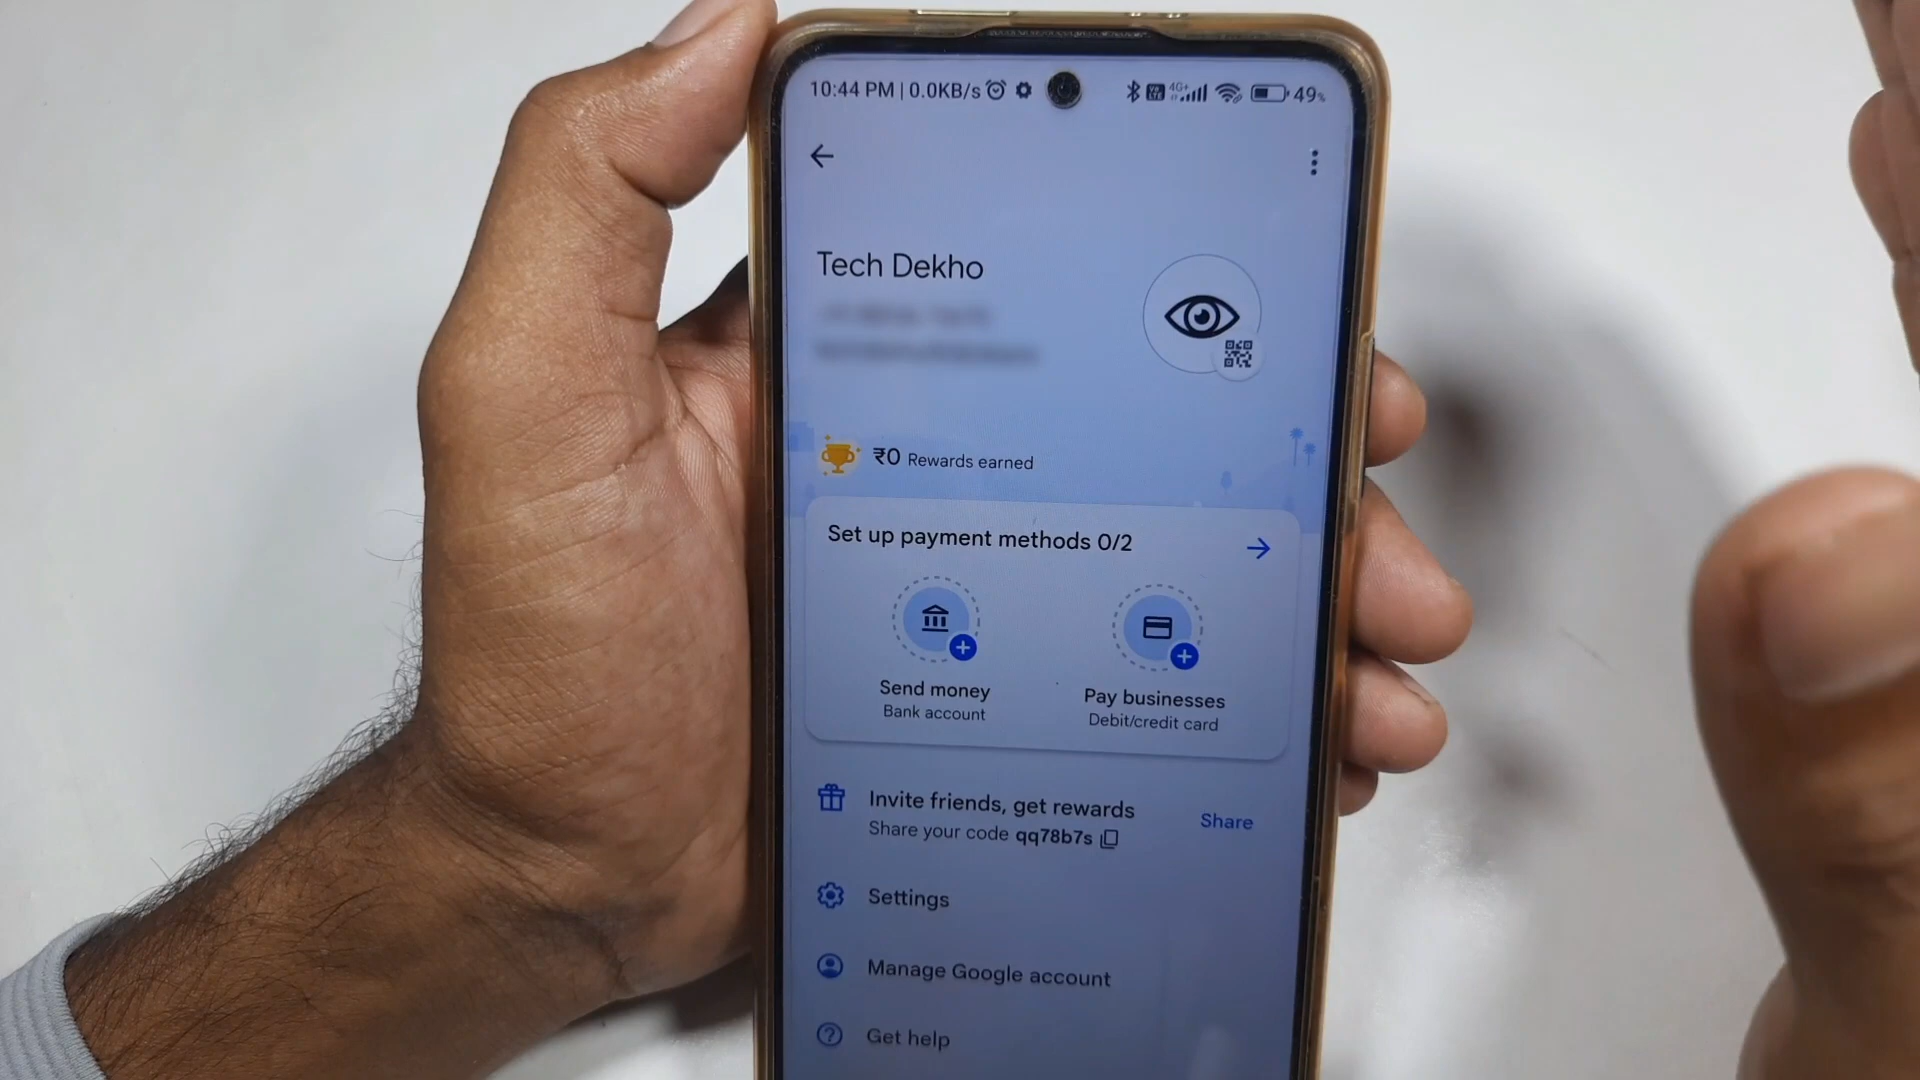 10:44 PM | 0.0KB/s
4G+
49%
Tech Dekho
₹0 Rewards earned
Set up payment methods 0/2
Send money
Bank account
Pay businesses
Debit/credit card
Invite friends, get rewards
Share your code qq78b7s
Share
Settings
Manage Google account
Get help